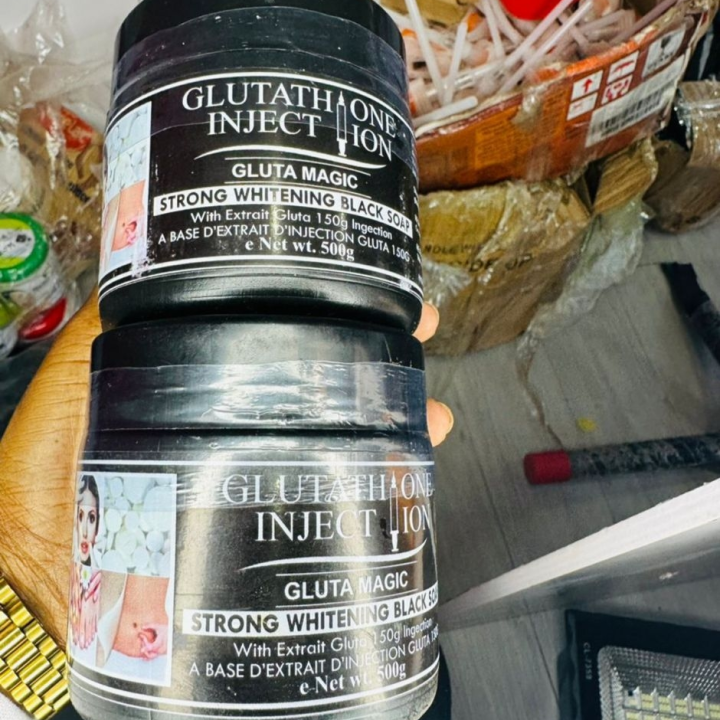 GLUTATHIONE
INJECTION
GLUTA MAGIC
STRONG WHITENING BLACK SOAP
With Extrait Gluta 150g Ingection
A BASE D'EXTRAIT D'INJECTION GLUTA 150G
e Net wt. 500g
GLUTATHIONE
INJECTION
GLUTA MAGIC
STRONG WHITENING BLACK SOAP
With Extrait Gluta 150g Ingection
A BASE D'EXTRAIT D'INJECTION GLUTA 150G
e Net wt. 500g